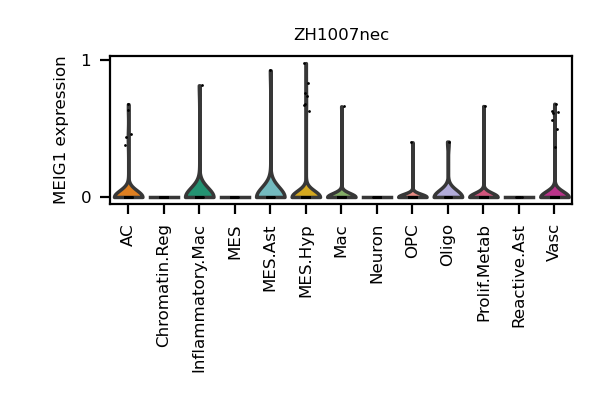 ZH1007nec
MEIG1 expression
1
0
AC
Chromatin.Reg
Inflammatory.Mac
MES
MES.Ast
MES.Hyp
Mac
Neuron
OPC
Oligo
Prolif.Metab
Reactive.Ast
Vasc